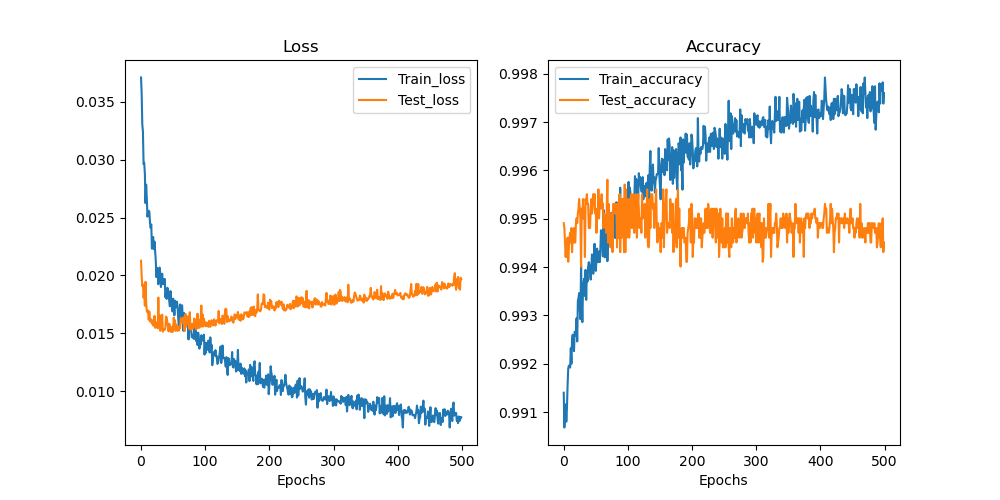 Loss
Train_loss
Test_loss
0.035
0.030
0.025
0.020
0.015
0.010
0 100 200 300 400 500
Epochs
Accuracy
Train_accuracy
Test_accuracy
0.998
0.997
0.996
0.995
0.994
0.993
0.992
0.991
0 100 200 300 400 500
Epochs